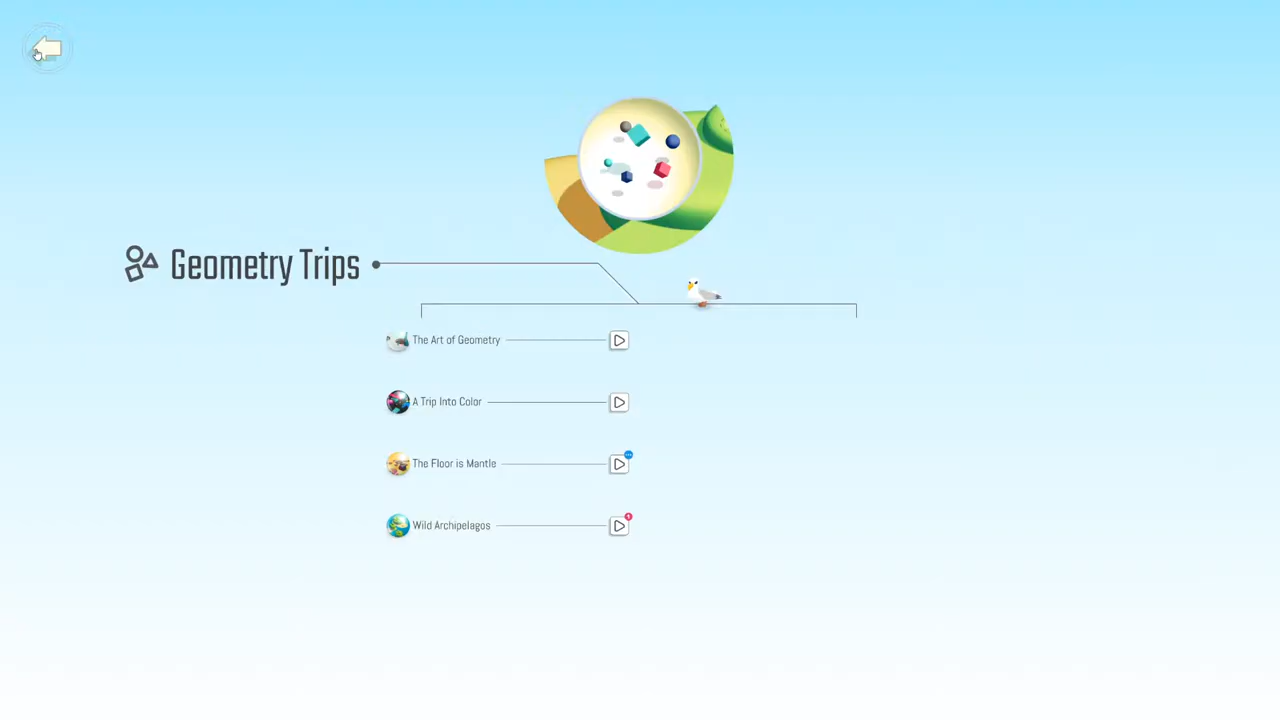 Geometry Trips
The Art of Geometry
A Trip Into Color
The Floor is Mantle
Wild Archipelagos